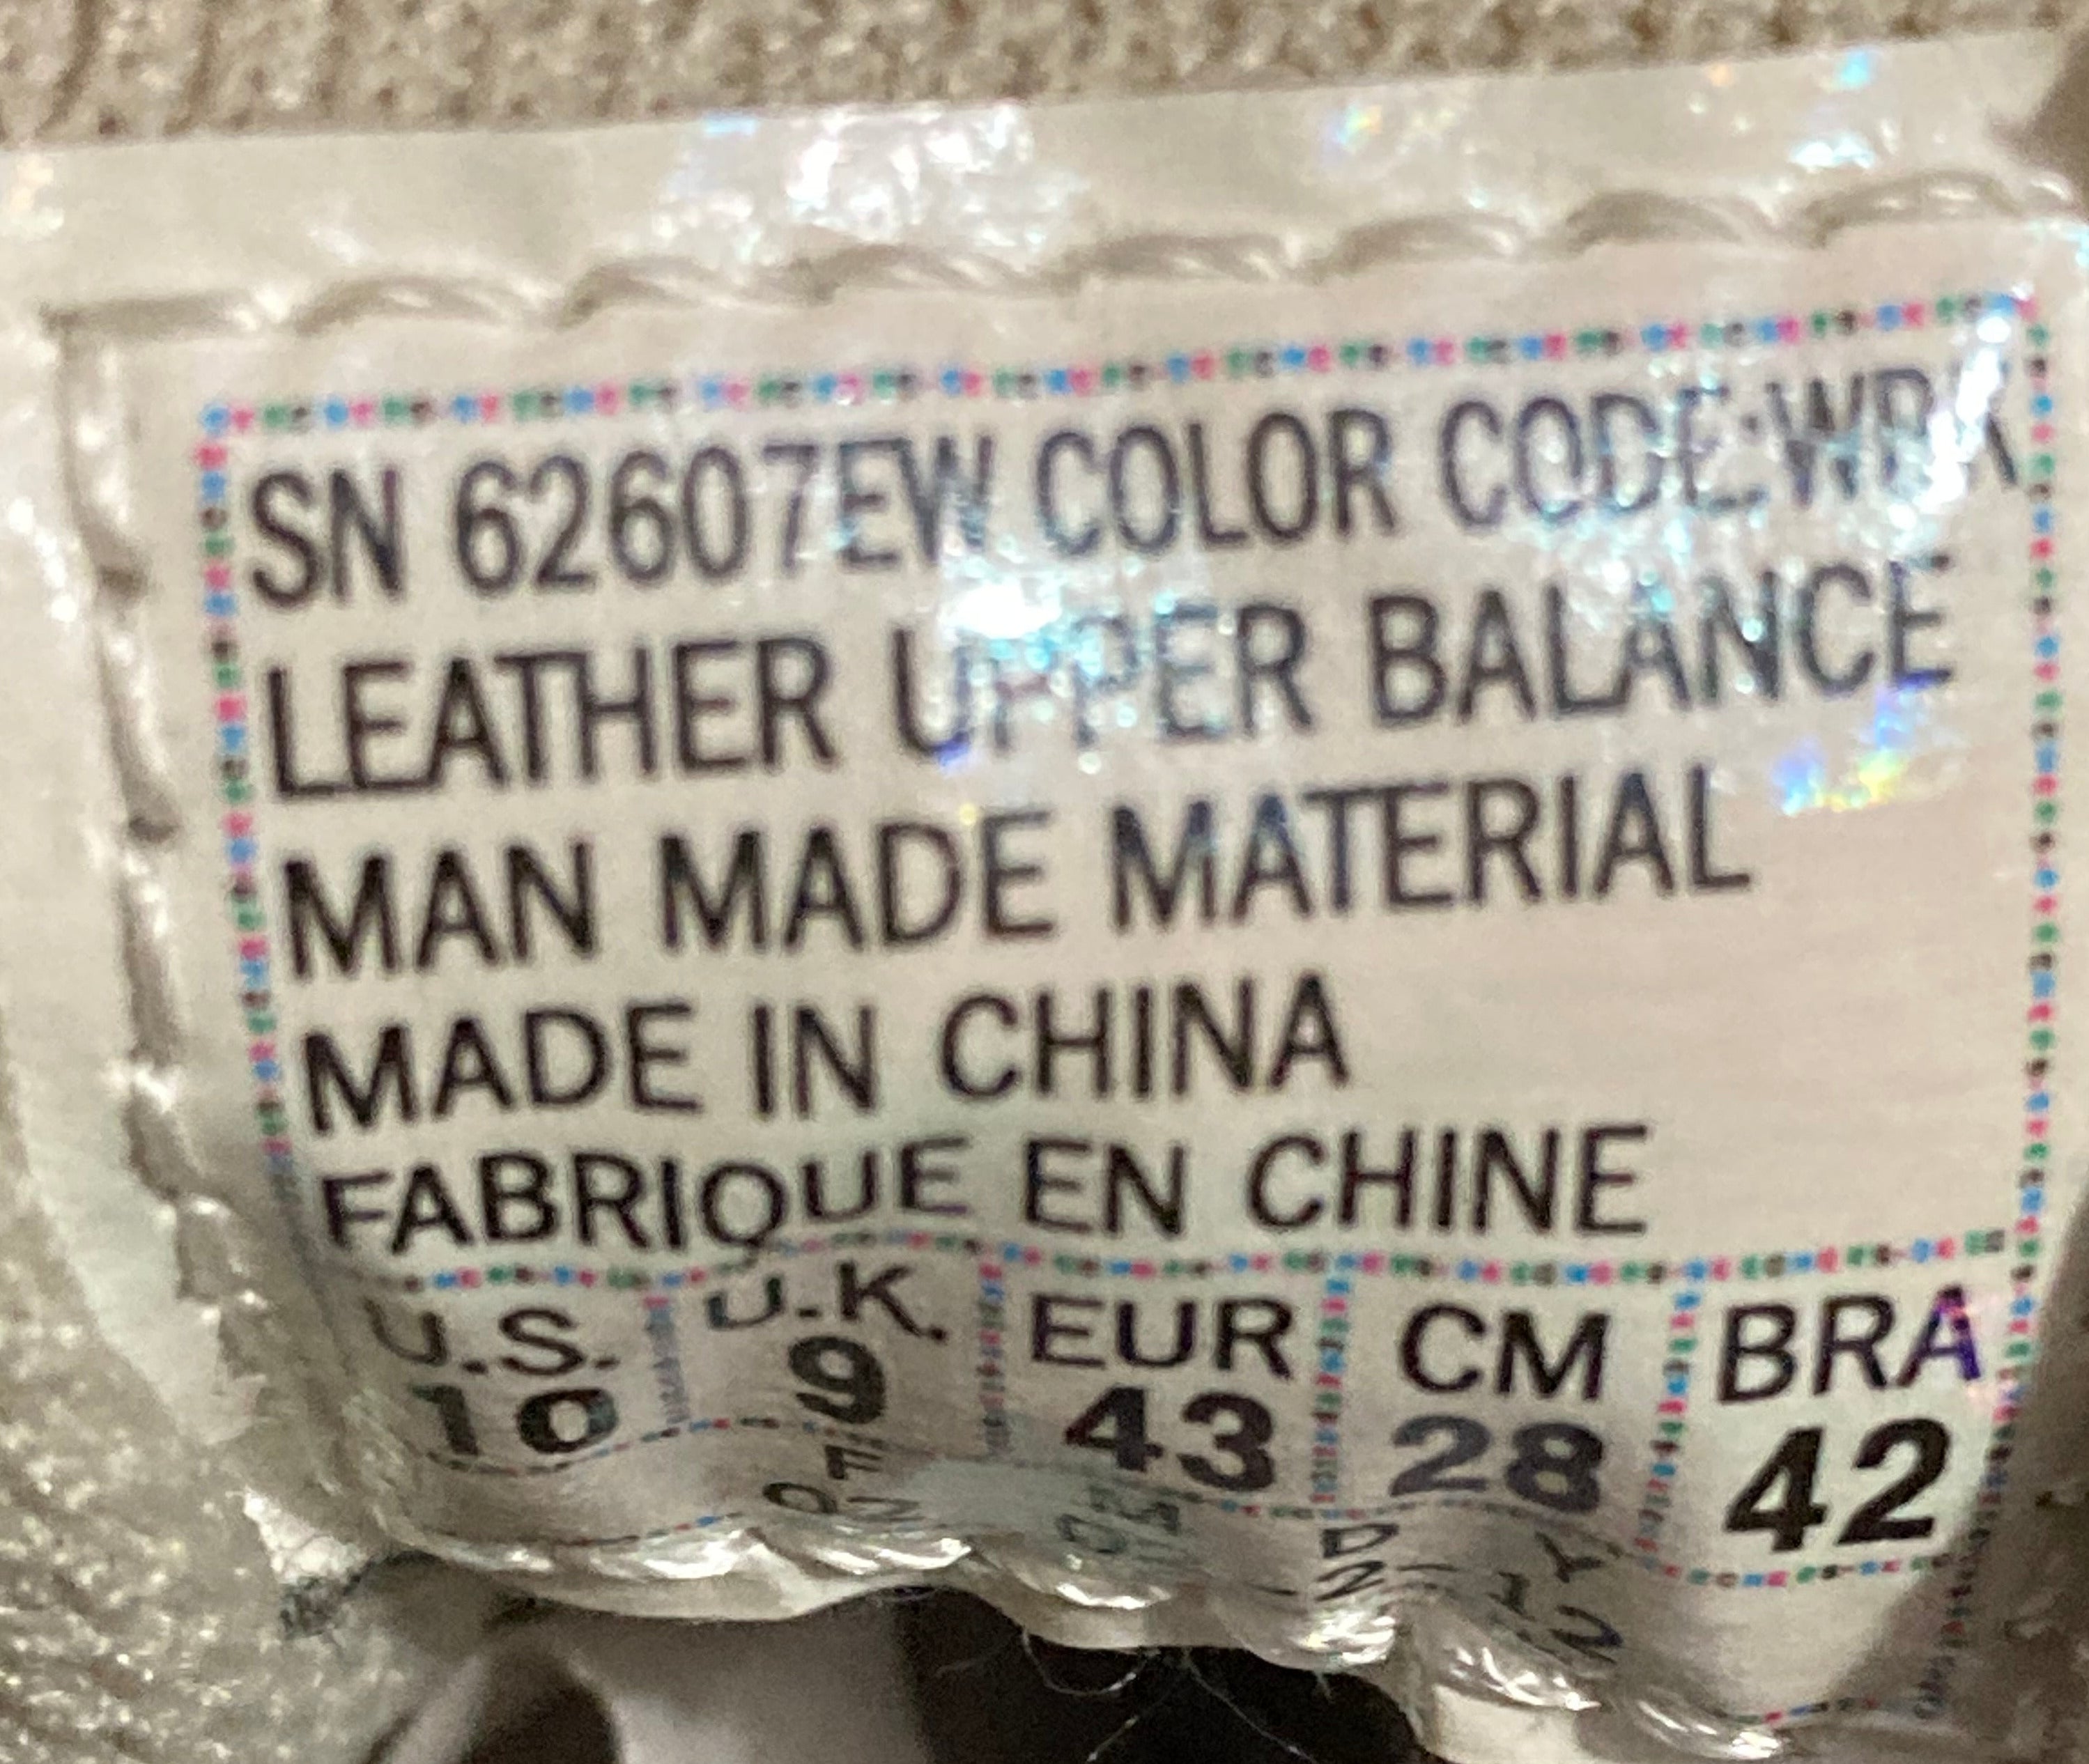 SN 62607EW COLOR CODE:WBK
LEATHER UPPER BALANCE
MAN MADE MATERIAL
MADE IN CHINA
FABRIQUE EN CHINE
U.S. U.K. EUR CM BRA
10 9 43 28 42